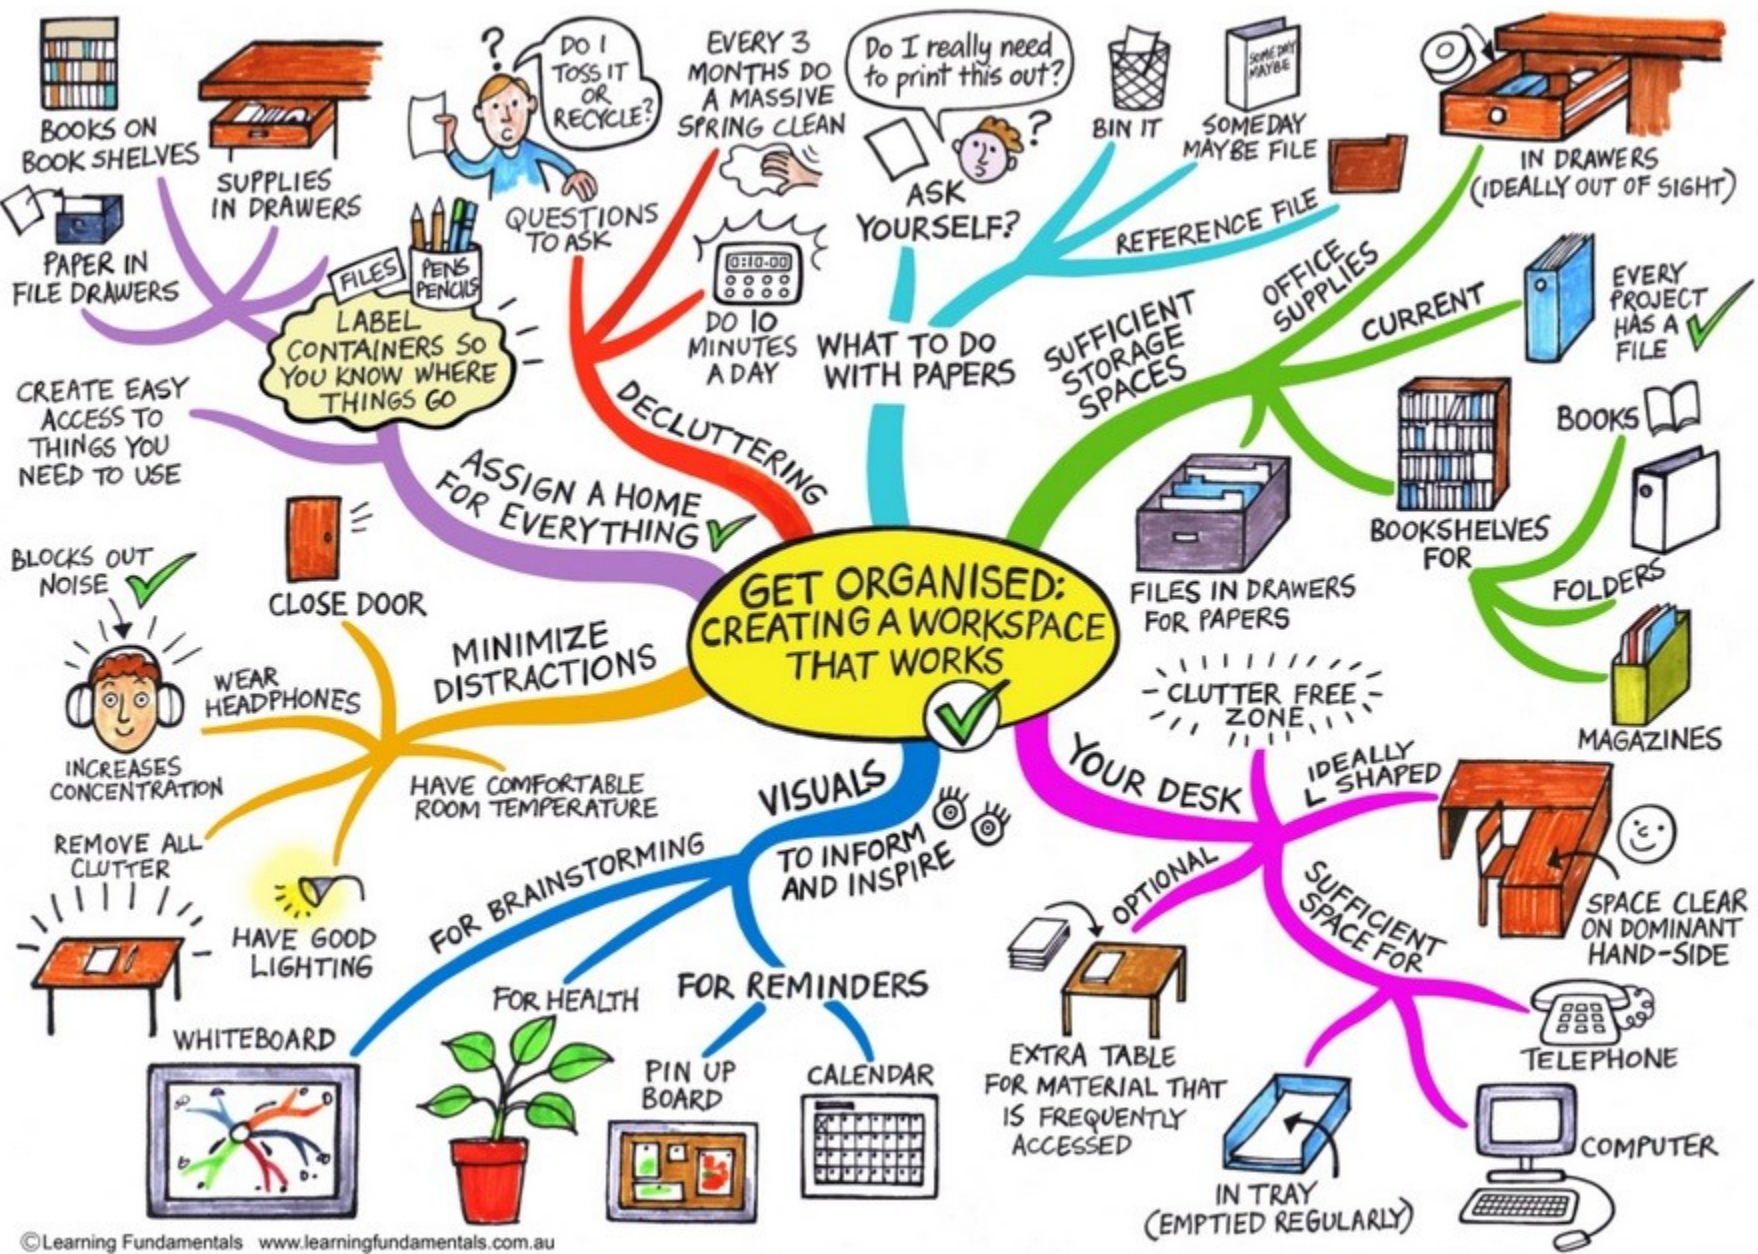 GET ORGANISED:
CREATING A WORKSPACE
THAT WORKS
ASSIGN A HOME
FOR EVERYTHING
BOOKS ON
BOOK SHELVES
SUPPLIES
IN DRAWERS
PAPER IN
FILE DRAWERS
FILES
PENS
PENCILS
LABEL
CONTAINERS SO
YOU KNOW WHERE
THINGS GO
CREATE EASY
ACCESS TO
THINGS YOU
NEED TO USE
DECLUTTERING
?
DO I
TOSS IT
OR
RECYCLE?
QUESTIONS
TO ASK
EVERY 3
MONTHS DO
A MASSIVE
SPRING CLEAN
0:10:00
DO 10
MINUTES
A DAY
WHAT TO DO
WITH PAPERS
Do I really need
to print this out?
?
ASK
YOURSELF?
BIN IT
SOMEDAY
MAYBE
SOMEDAY
MAYBE FILE
REFERENCE FILE
SUFFICIENT
STORAGE
SPACES
OFFICE
SUPPLIES
IN DRAWERS
(IDEALLY OUT OF SIGHT)
CURRENT
EVERY
PROJECT
HAS A
FILE
FILES IN DRAWERS
FOR PAPERS
BOOKSHELVES
FOR
BOOKS
FOLDERS
MAGAZINES
YOUR DESK
CLUTTER FREE
ZONE
IDEALLY
L SHAPED
SPACE CLEAR
ON DOMINANT
HAND-SIDE
OPTIONAL
EXTRA TABLE
FOR MATERIAL THAT
IS FREQUENTLY
ACCESSED
SUFFICIENT
SPACE FOR
TELEPHONE
COMPUTER
IN TRAY
(EMPTIED REGULARLY)
VISUALS
TO INFORM
AND INSPIRE
FOR BRAINSTORMING
WHITEBOARD
FOR HEALTH
FOR REMINDERS
PIN UP
BOARD
CALENDAR
MINIMIZE
DISTRACTIONS
CLOSE DOOR
BLOCKS OUT
NOISE
WEAR
HEADPHONES
INCREASES
CONCENTRATION
REMOVE ALL
CLUTTER
HAVE GOOD
LIGHTING
HAVE COMFORTABLE
ROOM TEMPERATURE
©Learning Fundamentals www.learningfundamentals.com.au